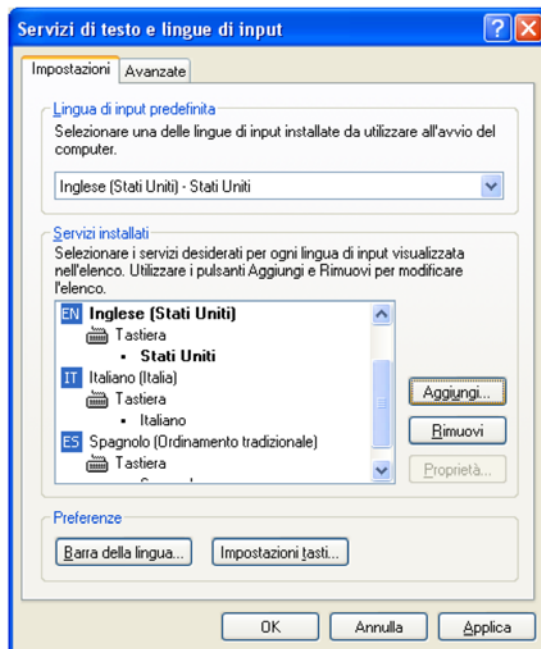 Servizi di testo e lingue di input
Impostazioni
Avanzate
Lingua di input predefinita
Selezionare una delle lingue di input installate da utilizzare all'avvio del
computer.
Inglese (Stati Uniti) - Stati Uniti
Servizi installati
Selezionare i servizi desiderati per ogni lingua di input visualizzata
nell'elenco. Utilizzare i pulsanti Aggiungi e Rimuovi per modificare
l'elenco.
EN Inglese (Stati Uniti)
Tastiera
• Stati Uniti
IT Italiano (Italia)
Tastiera
• Italiano
ES Spagnolo (Ordinamento tradizionale)
Tastiera
Aggiungi...
Rimuovi
Proprietà...
Preferenze
Barra della lingua...
Impostazioni tasti...
OK
Annulla
Applica